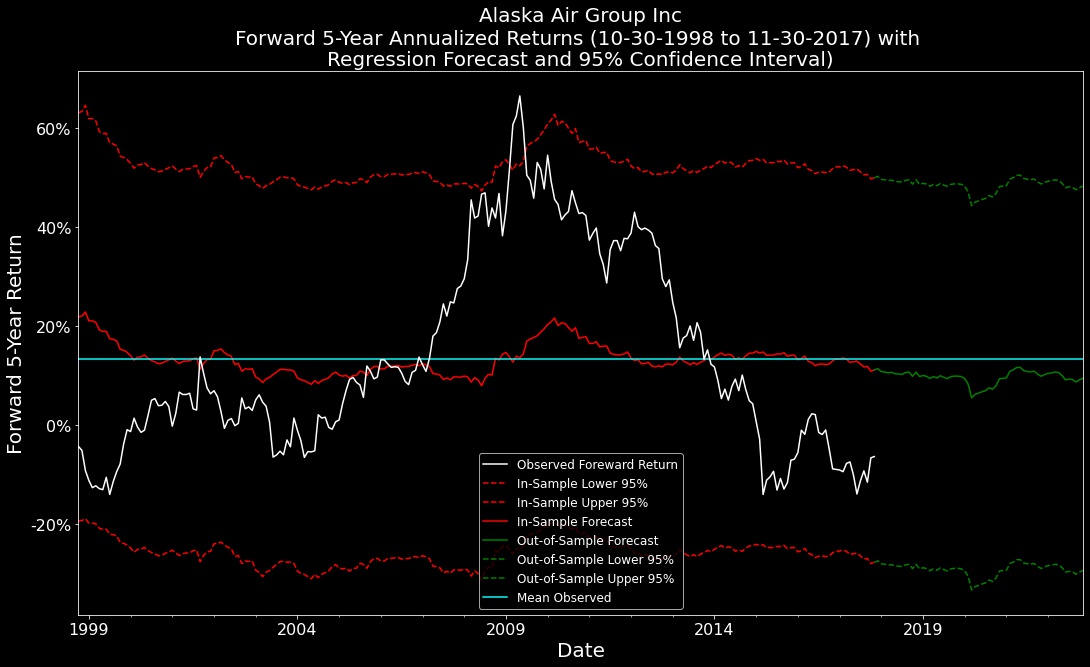 Alaska Air Group Inc
Forward 5-Year Annualized Returns (10-30-1998 to 11-30-2017) with
Regression Forecast and 95% Confidence Interval)
Forward 5-Year Return
60%
40%
20%
0%
-20%
Observed Foreward Return
In-Sample Lower 95%
In-Sample Upper 95%
In-Sample Forecast
Out-of-Sample Forecast
Out-of-Sample Lower 95%
Out-of-Sample Upper 95%
Mean Observed
1999 2004 2009 2014 2019
Date